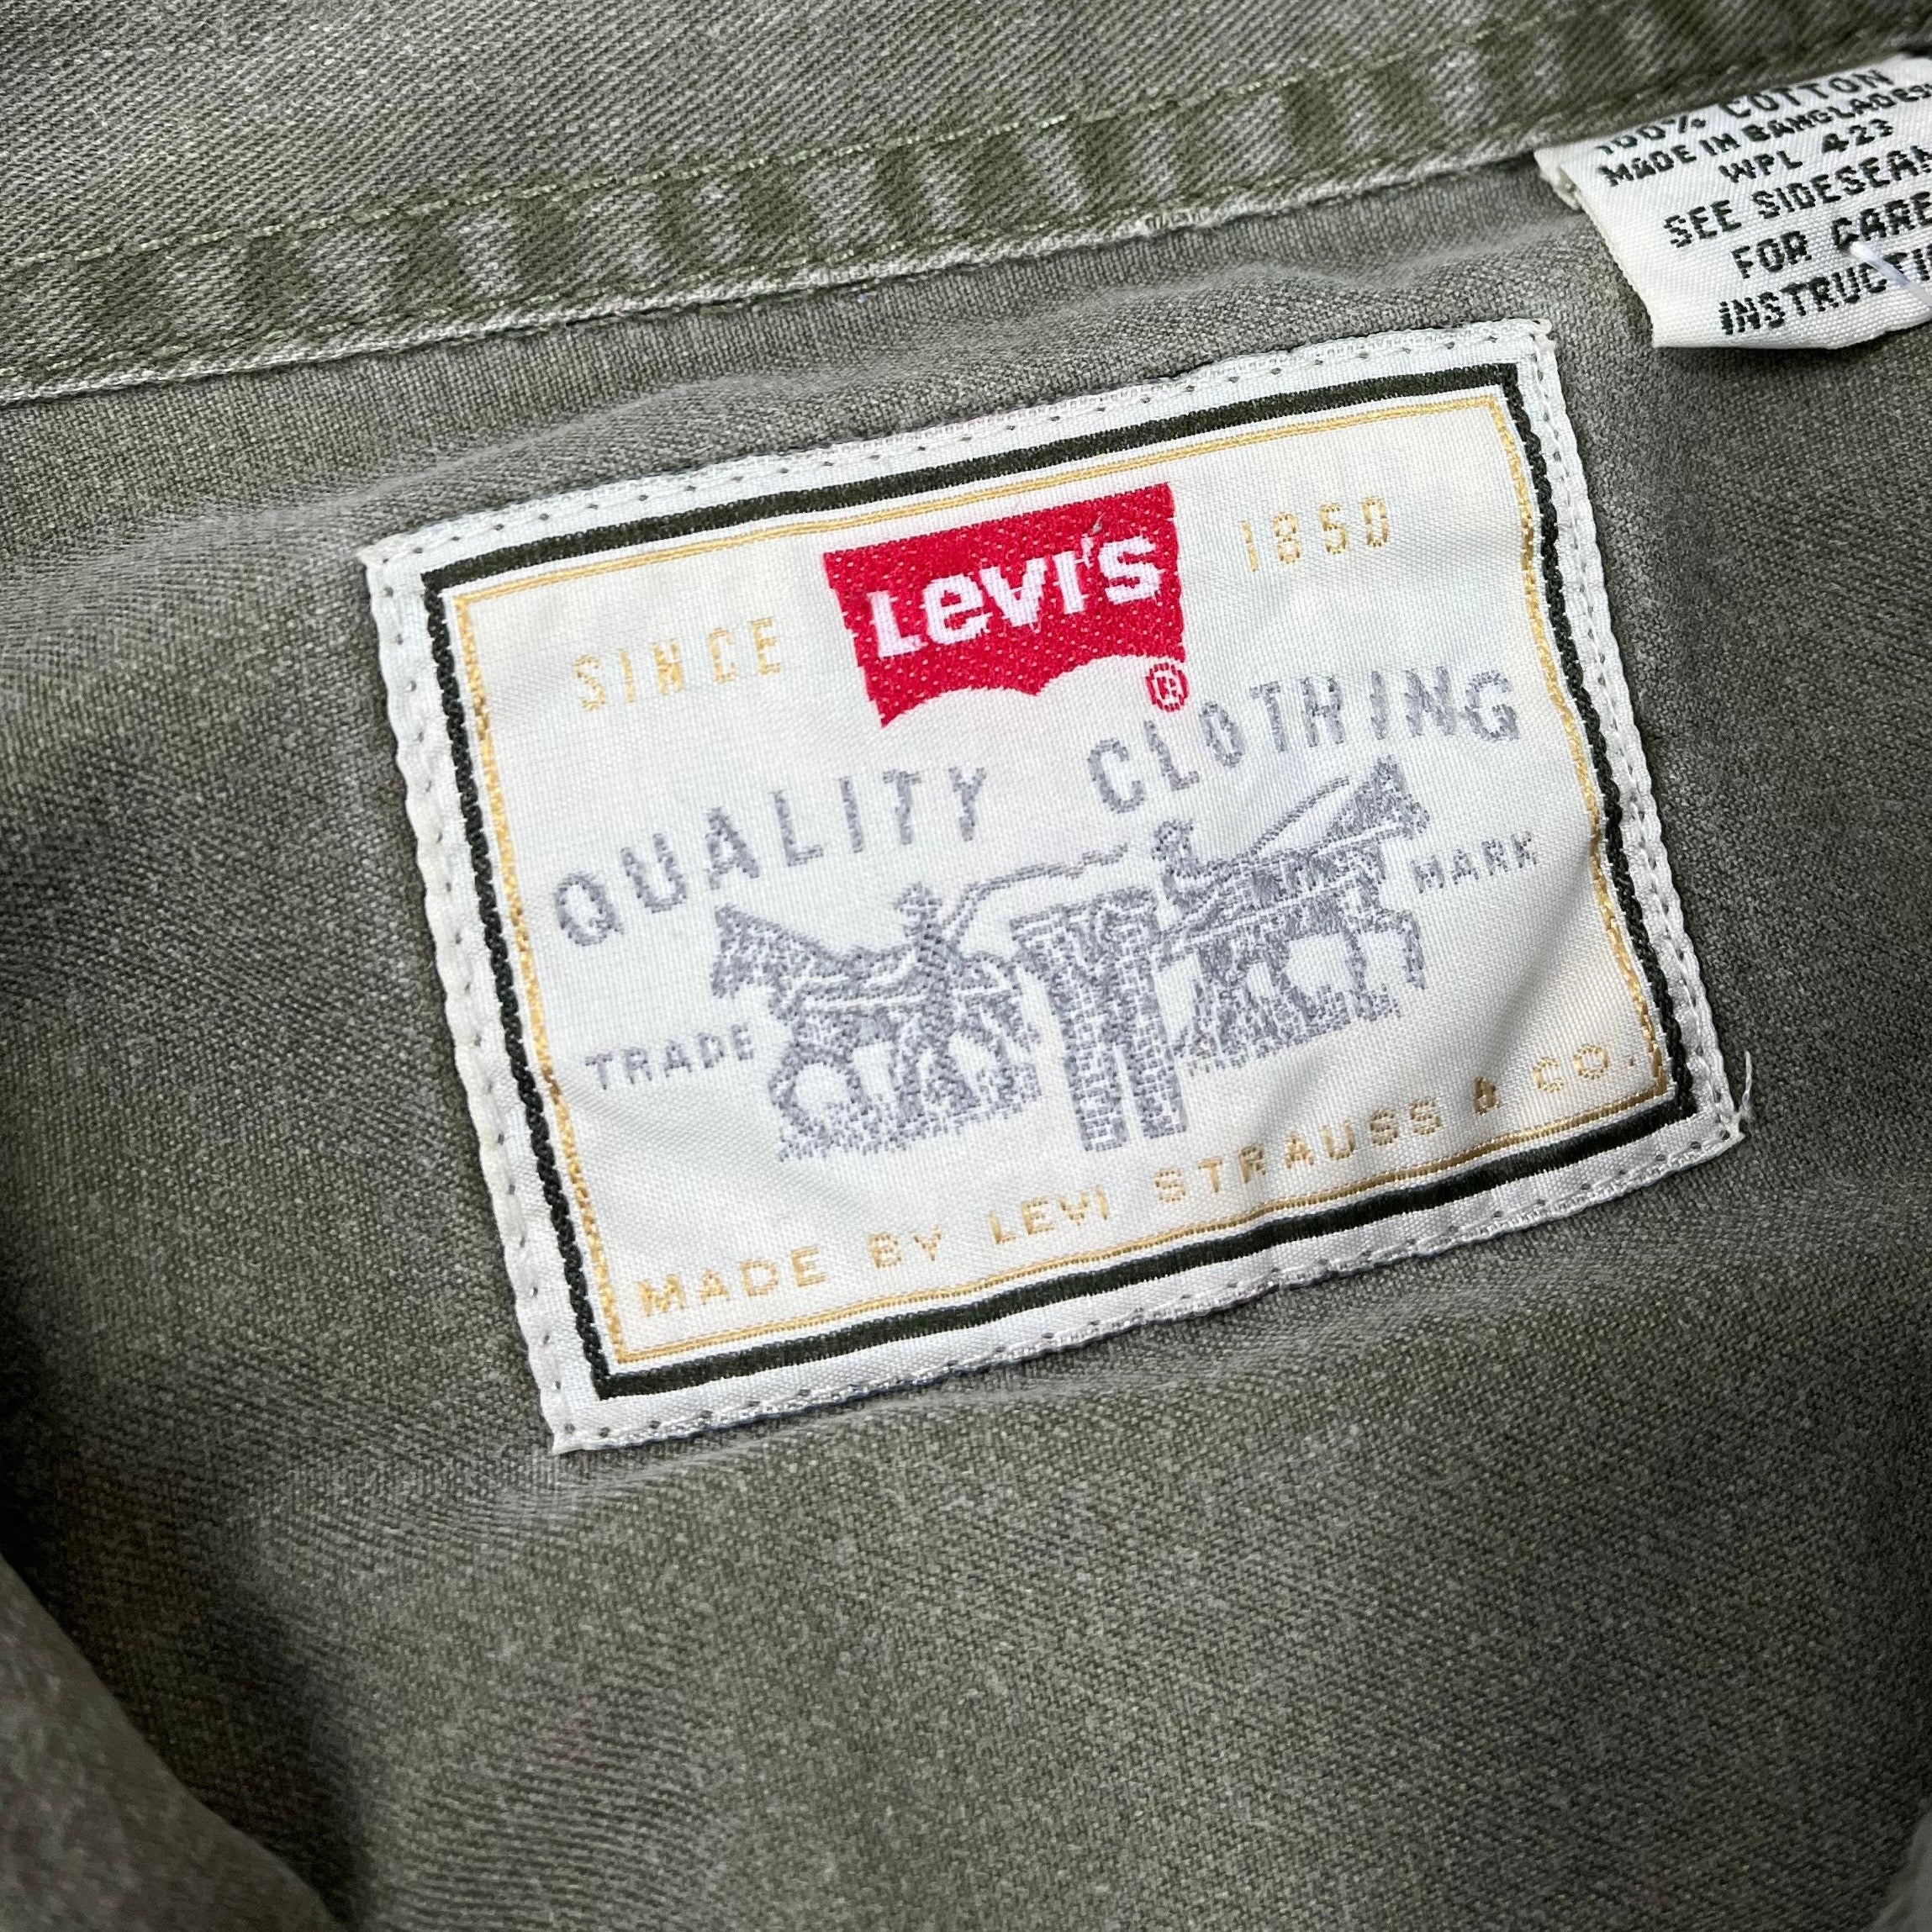 100% COTTON
MADE IN BANGLADES
WPL 423
SEE SIDESEAM
FOR CARE
INSTRUCTI
SINCE Levi's ® 1850
QUALITY CLOTHING
TRADE MARK
MADE BY LEVI STRAUSS & CO.